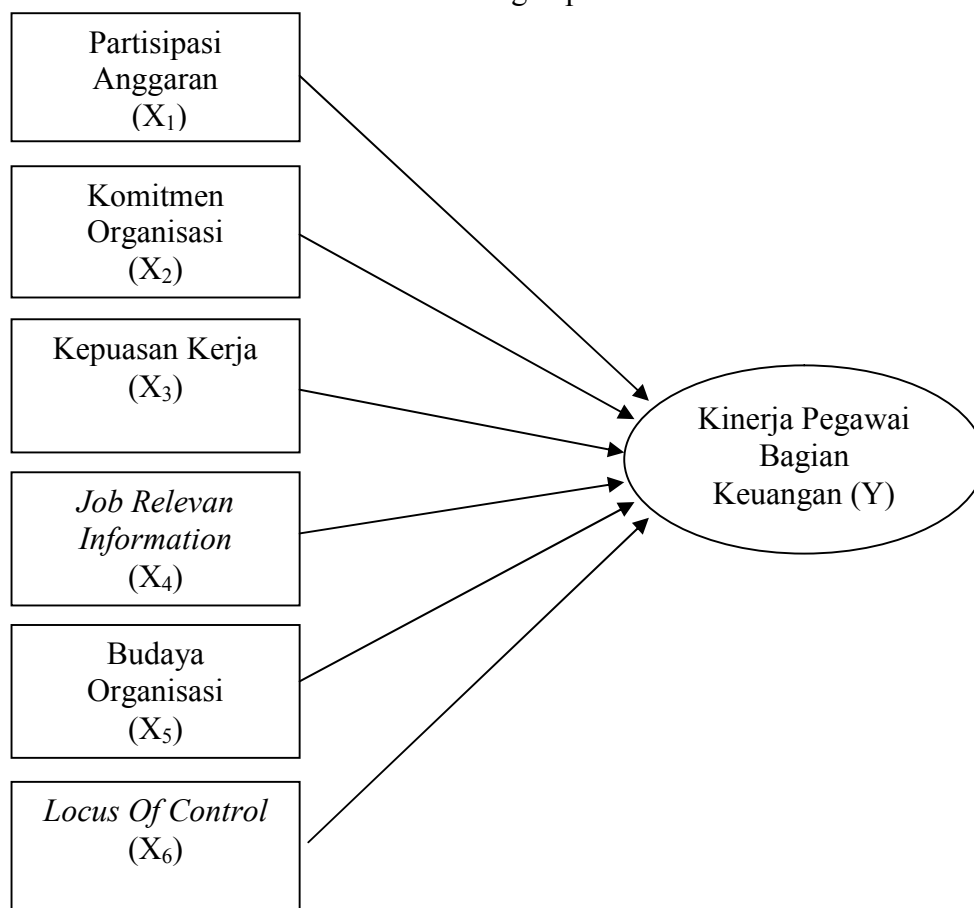 Partisipasi
Anggaran
(X₁)
Komitmen
Organisasi
(X₂)
Kepuasan Kerja
(X₃)
Job Relevan
Information
(X₄)
Budaya
Organisasi
(X₅)
Locus Of Control
(X₆)
Kinerja Pegawai
Bagian
Keuangan (Y)